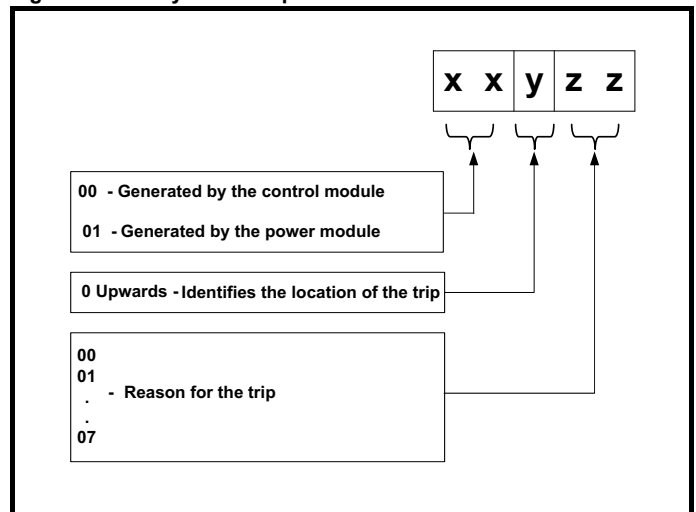 x x y z z
00 - Generated by the control module
01 - Generated by the power module
0 Upwards - Identifies the location of the trip
00
01
- Reason for the trip
.
.
07